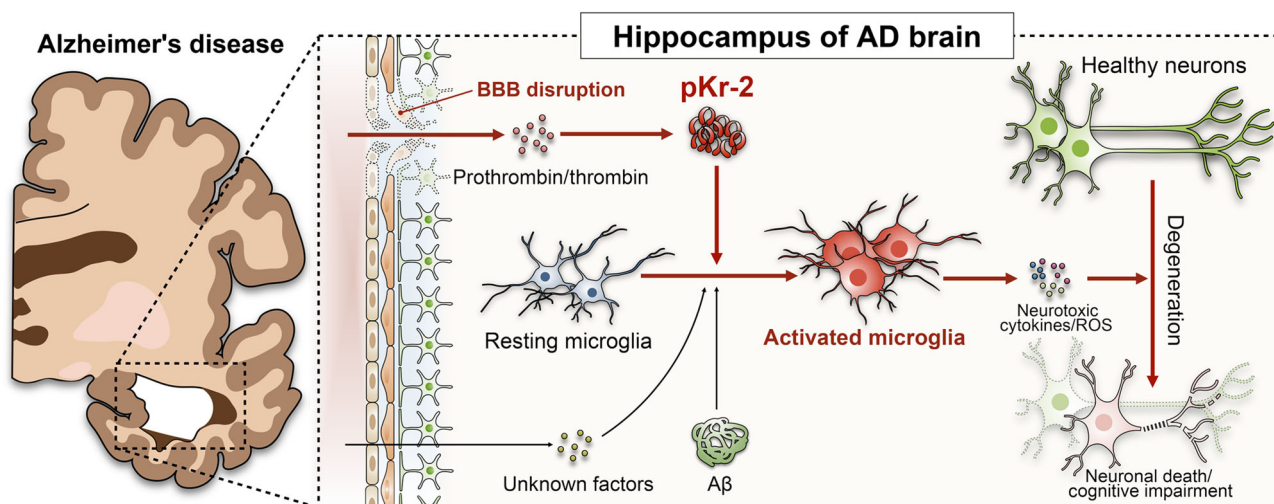 Alzheimer's disease
Hippocampus of AD brain
BBB disruption
pKr-2
Healthy neurons
Prothrombin/thrombin
Degeneration
Resting microglia
Activated microglia
Neurotoxic
cytokines/ROS
Unknown factors
Aβ
Neuronal death/
cognitive impairment